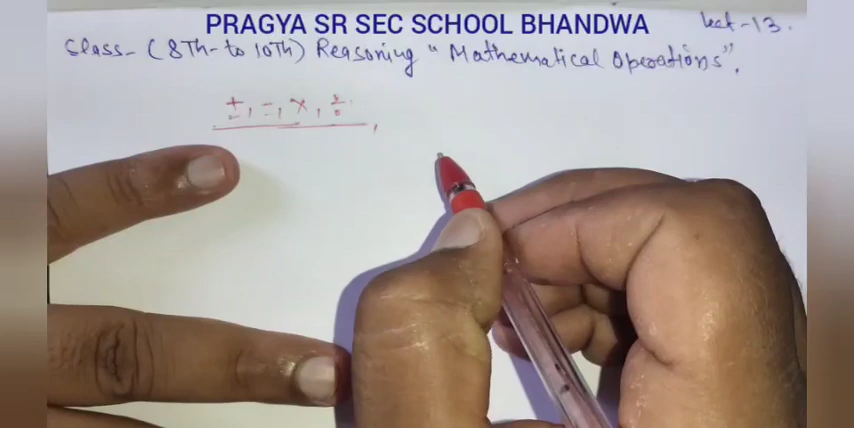 PRAGYA SR SEC SCHOOL BHANDWA
Lect-13.
Class- (8Th-to 10Th) Reasoning "Mathematical Operations",
+, -, ×, ÷,